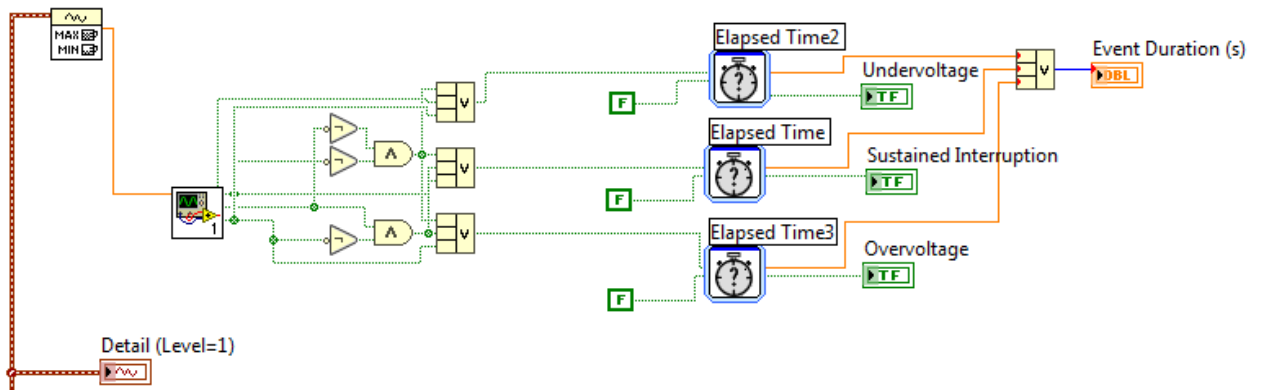 MAX
MIN
Elapsed Time2
Event Duration (s)
Undervoltage
V
DBL
V
F
TF
Elapsed Time
?
V
Sustained Interruption
F
TF
1
V
Elapsed Time3
?
Overvoltage
F
TF
?
Detail (Level=1)